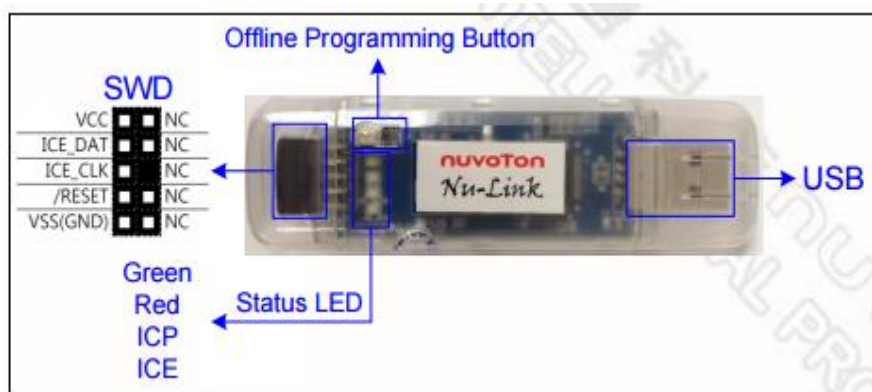 Offline Programming Button
SWD
VCC NC
ICE_DAT NC
ICE_CLK NC
/RESET NC
VSS(GND) NC
nuvoTon
Nu-Link
USB
Green
Red
ICP
ICE
Status LED